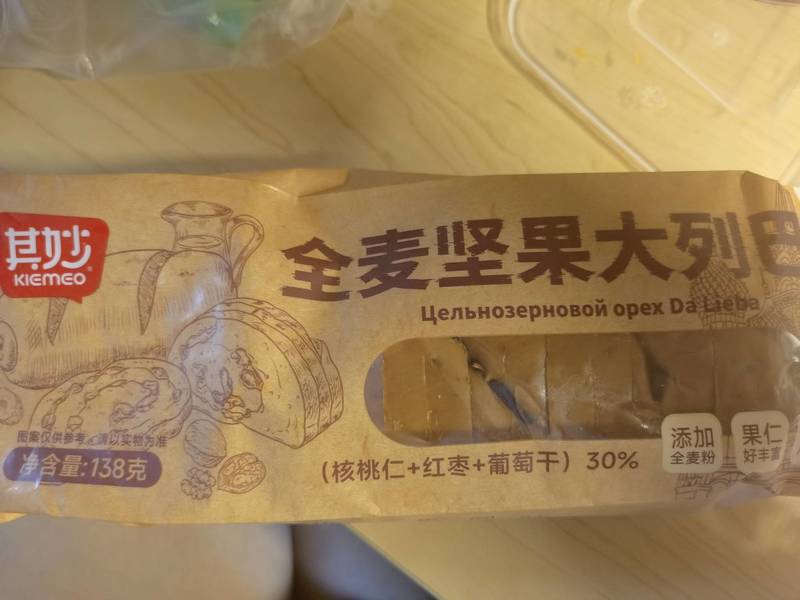 其妙
KIEMEO
全麦坚果大列巴
Цельнозерновой орех Da Lieba
图案仅供参考，请以实物为准
净含量:138克
(核桃仁+红枣+葡萄干) 30%
添加
全麦粉
果仁
好丰富